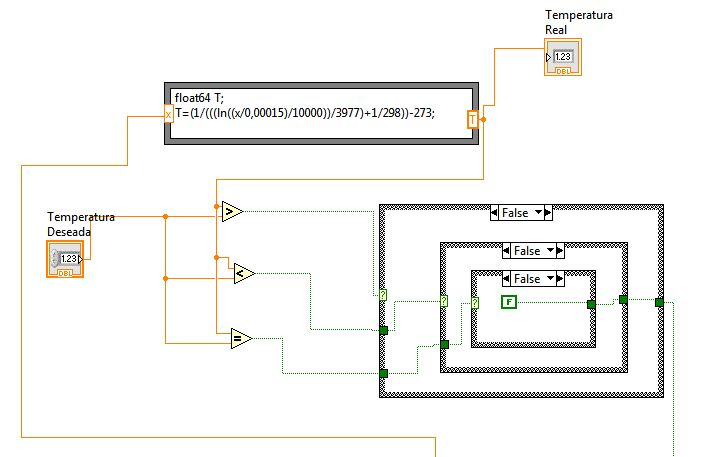 Temperatura
Real
1.23
DBL
float64 T;
x
T=(1/(((ln((x/0,00015)/10000))/3977)+1/298))-273;
T
Temperatura
Deseada
1.23
DBL
>
<
=
False
False
False
?
?
?
F